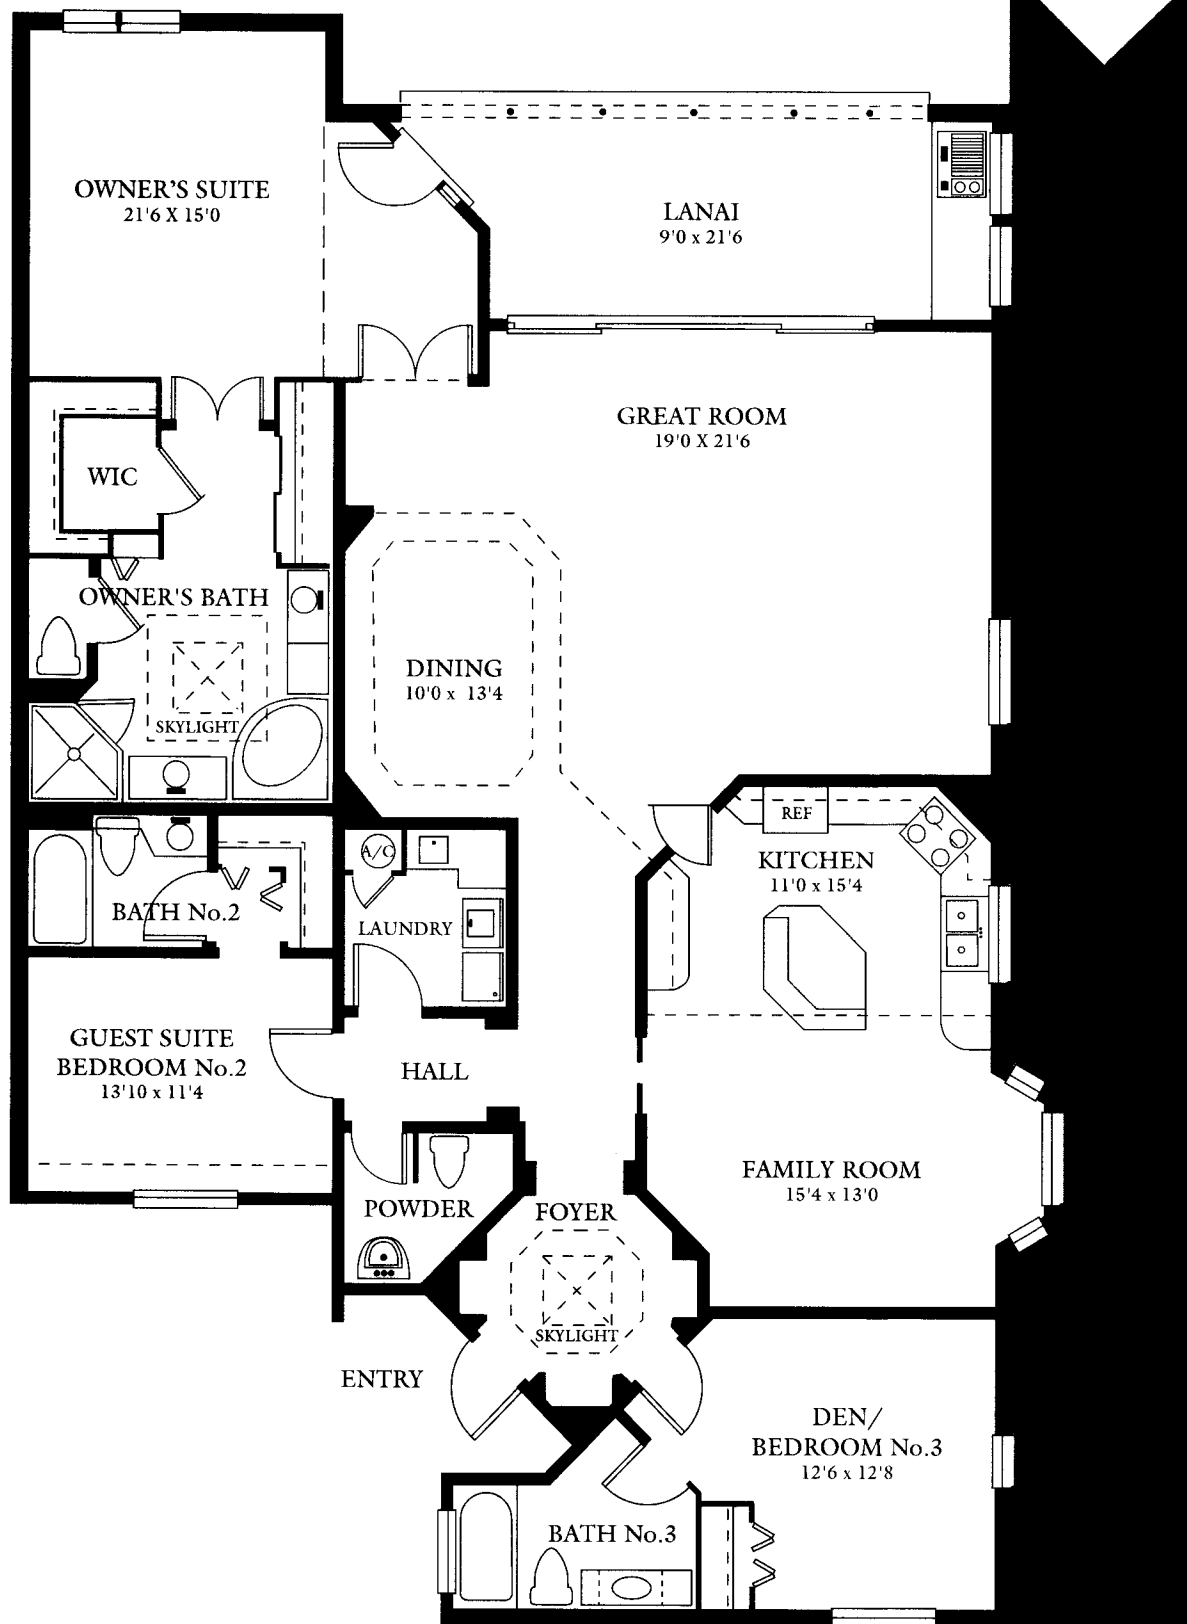 OWNER'S SUITE
21'6 X 15'0
LANAI
9'0 x 21'6
GREAT ROOM
19'0 X 21'6
WIC
OWNER'S BATH
SKYLIGHT
DINING
10'0 x 13'4
REF
KITCHEN
11'0 x 15'4
A/C
BATH No.2
LAUNDRY
GUEST SUITE
BEDROOM No.2
13'10 x 11'4
HALL
FAMILY ROOM
15'4 x 13'0
POWDER
FOYER
SKYLIGHT
ENTRY
DEN/
BEDROOM No.3
12'6 x 12'8
BATH No.3